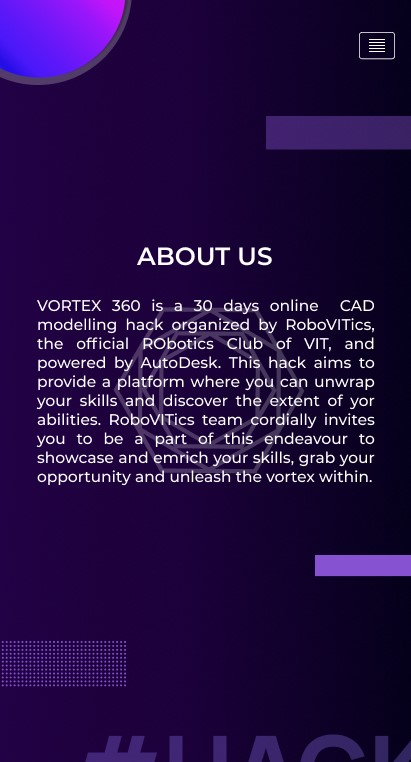 ABOUT US
VORTEX 360 is a 30 days online CAD
modelling hack organized by RoboVITics,
the official RObotics Club of VIT, and
powered by AutoDesk. This hack aims to
provide a platform where you can unwrap
your skills and discover the extent of yor
abilities. RoboVITics team cordially invites
you to be a part of this endeavour to
showcase and emrich your skills, grab your
opportunity and unleash the vortex within.
#HACK